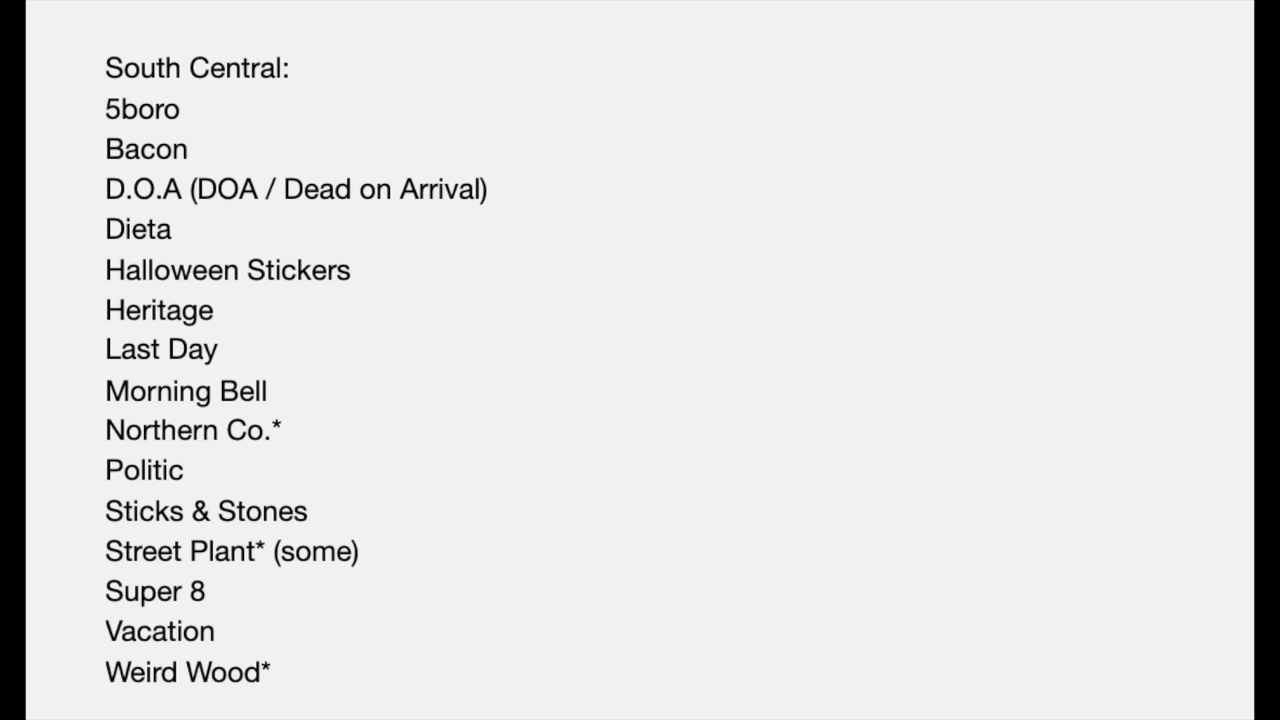 South Central:
5boro
Bacon
D.O.A (DOA / Dead on Arrival)
Dieta
Halloween Stickers
Heritage
Last Day
Morning Bell
Northern Co.*
Politic
Sticks & Stones
Street Plant* (some)
Super 8
Vacation
Weird Wood*